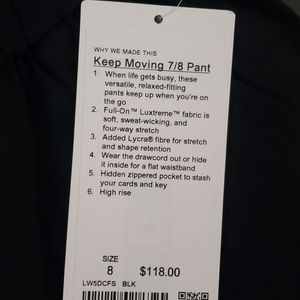 WHY WE MADE THIS
Keep Moving 7/8 Pant
1. When life gets busy, these
versatile, relaxed-fitting
pants keep up when you're on
the go
2. Full-On™ Luxtreme™ fabric is
soft, sweat-wicking, and
four-way stretch
3. Added Lycra® fibre for stretch
and shape retention
4. Wear the drawcord out or hide
it inside for a flat waistband
5. Hidden zippered pocket to stash
your cards and key
6. High rise
SIZE
8 $118.00
LW5DCFS BLK